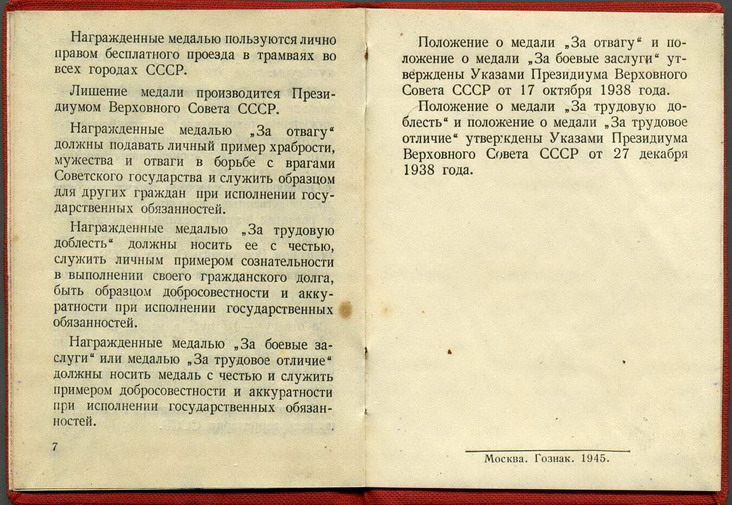 Награжденные медалью пользуются лично
правом бесплатного проезда в трамваях во
всех городах СССР.
Лишение медали производится Прези-
диумом Верховного Совета СССР.
Награжденные медалью „За отвагу“
должны подавать личный пример храбрости,
мужества и отваги в борьбе с врагами
Советского государства и служить образцом
для других граждан при исполнении госу-
дарственных обязанностей.
Награжденные медалью „За трудовую
доблесть“ должны носить ее с честью,
служить личным примером сознательности
в выполнении своего гражданского долга,
быть образцом добросовестности и акку-
ратности при исполнении государственных
обязанностей.
Награжденные медалью „За боевые за-
слуги“ или медалью „За трудовое отличие“
должны носить медаль с честью и служить
примером добросовестности и аккуратности
при исполнении государственных обязан-
ностей.
7
Положение о медали „За отвагу“ и по-
ложение о медали „За боевые заслуги“ ут-
верждены Указами Президиума Верховного
Совета СССР от 17 октября 1938 года.
Положение о медали „За трудовую до-
блесть“ и положение о медали „За трудовое
отличие“ утверждены Указами Президиума
Верховного Совета СССР от 27 декабря
1938 года.
Москва. Гознак. 1945.